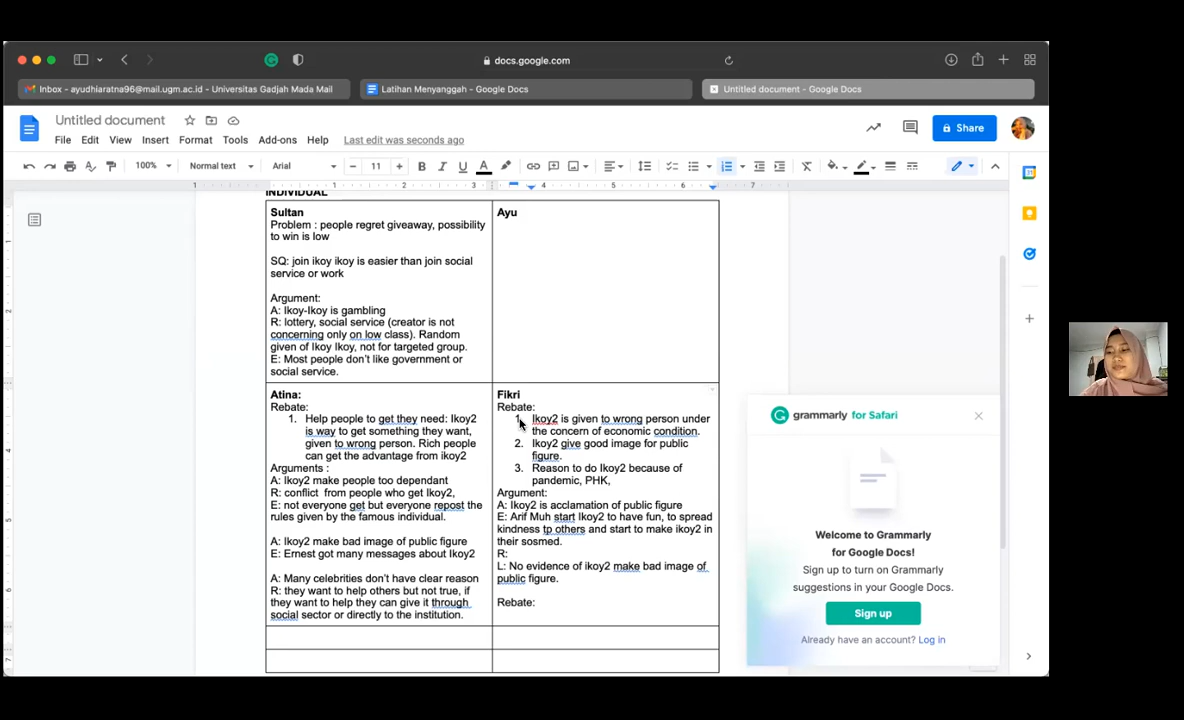 docs.google.com
Inbox - ayudhiaratna96@mail.ugm.ac.id - Universitas Gadjah Mada Mail
Latihan Menyanggah - Google Docs
Untitled document - Google Docs
Untitled document
File Edit View Insert Format Tools Add-ons Help Last edit was seconds ago
Share
100% Normal text Arial 11 B I U A
1 1 2 3 4 5 6 7
INDIVIDUAL
Sultan
Problem : people regret giveaway, possibility
to win is low
SQ: join ikoy ikoy is easier than join social
service or work
Argument:
A: Ikoy-Ikoy is gambling
R: lottery, social service (creator is not
concerning only on low class). Random
given of Ikoy Ikoy, not for targeted group.
E: Most people don't like government or
social service.
Ayu
Atina:
Rebate:
1. Help people to get they need: Ikoy2
is way to get something they want,
given to wrong person. Rich people
can get the advantage from ikoy2
Arguments :
A: Ikoy2 make people too dependant
R: conflict from people who get Ikoy2,
E: not everyone get but everyone repost the
rules given by the famous individual.
A: Ikoy2 make bad image of public figure
E: Ernest got many messages about Ikoy2
A: Many celebrities don't have clear reason
R: they want to help others but not true, if
they want to help they can give it through
social sector or directly to the institution.
Fikri
Rebate:
1. Ikoy2 is given to wrong person under
the concern of economic condition.
2. Ikoy2 give good image for public
figure.
3. Reason to do Ikoy2 because of
pandemic, PHK,
Argument:
A: Ikoy2 is acclamation of public figure
E: Arif Muh start Ikoy2 to have fun, to spread
kindness tp others and start to make ikoy2 in
their sosmed.
R:
L: No evidence of ikoy2 make bad image of
public figure.
Rebate:
grammarly for Safari
Welcome to Grammarly
for Google Docs!
Sign up to turn on Grammarly
suggestions in your Google Docs.
Sign up
Already have an account? Log in